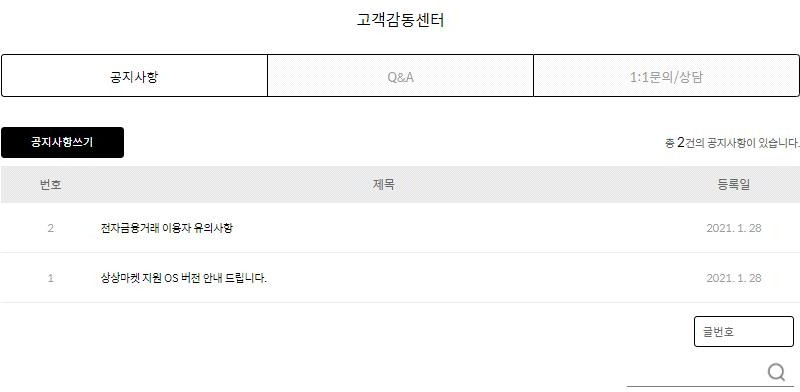 고객감동센터
공지사항 Q&A 1:1문의/상담
공지사항쓰기 총 2건의 공지사항이 있습니다.
번호 제목 등록일
2 전자금융거래 이용자 유의사항 2021. 1. 28
1 상상마켓 지원 OS 버전 안내 드립니다. 2021. 1. 28
글번호